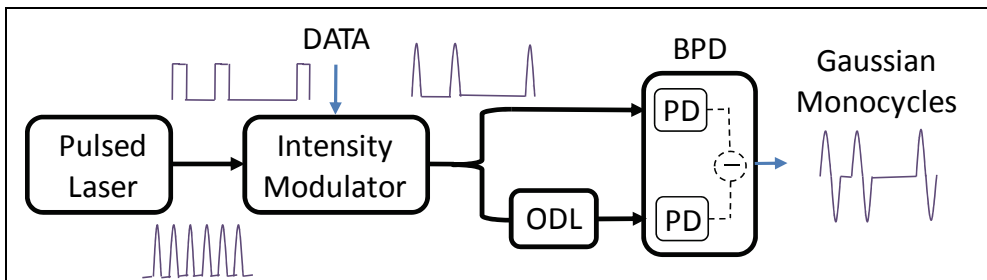 DATA
BPD
Gaussian
Monocycles
Pulsed
Laser
Intensity
Modulator
PD
ODL
PD